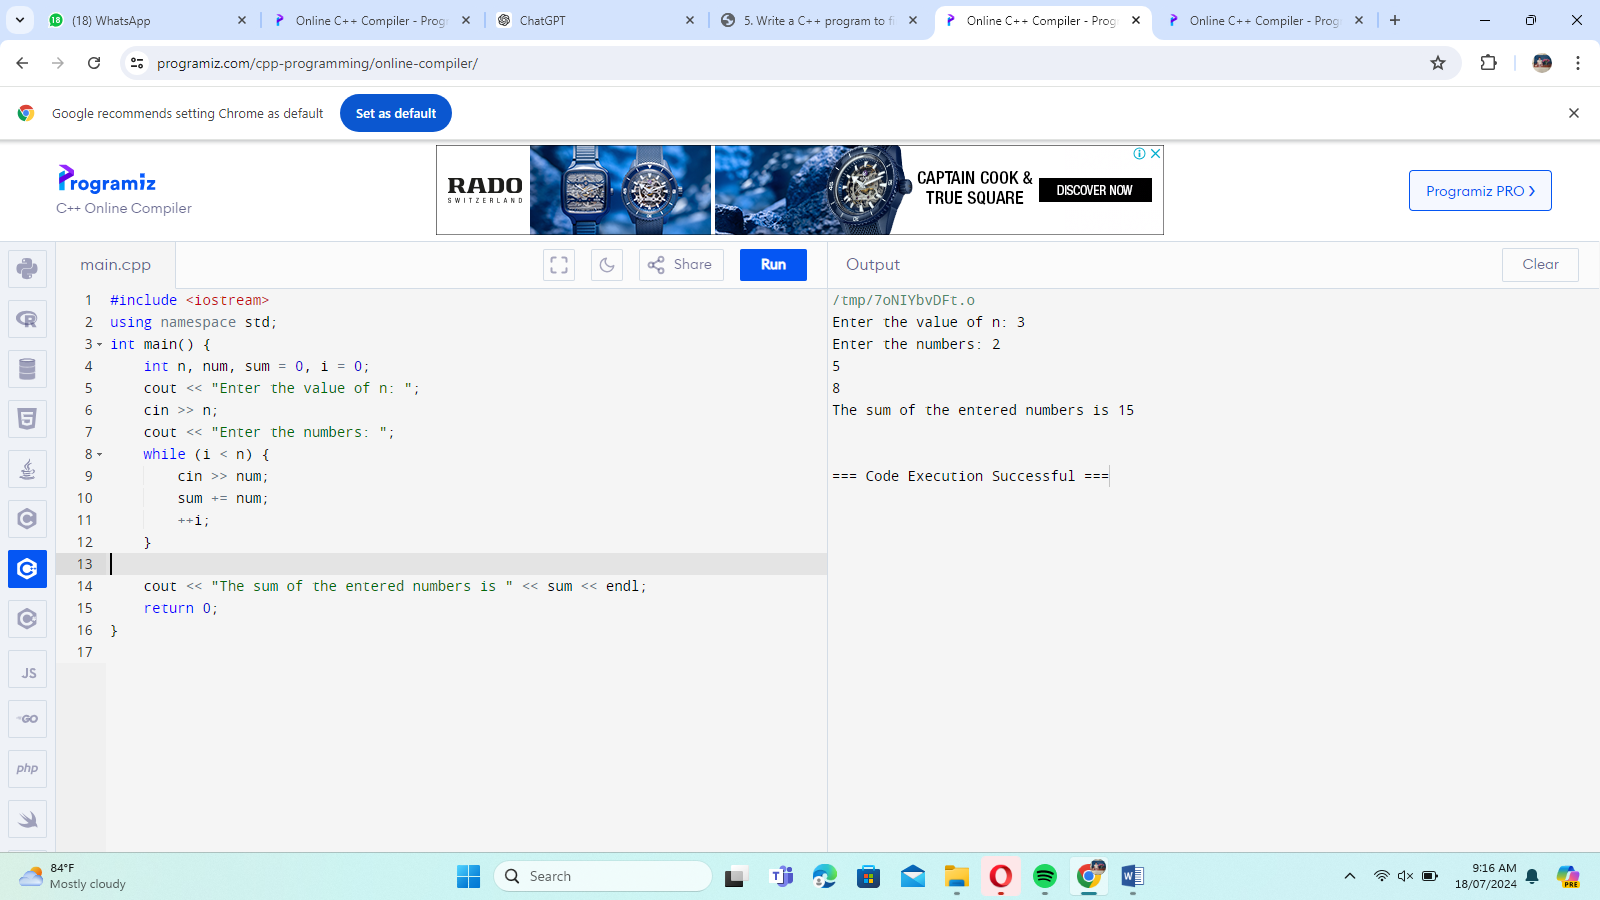 (18) WhatsApp
Online C++ Compiler - Prog
ChatGPT
5. Write a C++ program to fi
Online C++ Compiler - Prog
Online C++ Compiler - Prog
programiz.com/cpp-programming/online-compiler/
Google recommends setting Chrome as default
Set as default
Programiz
C++ Online Compiler
RADO
SWITZERLAND
CAPTAIN COOK &
TRUE SQUARE
DISCOVER NOW
Programiz PRO >
main.cpp
Share
Run
Output
Clear
1 #include <iostream>
2 using namespace std;
3 int main() {
4     int n, num, sum = 0, i = 0;
5     cout << "Enter the value of n: ";
6     cin >> n;
7     cout << "Enter the numbers: ";
8     while (i < n) {
9         cin >> num;
10         sum += num;
11         ++i;
12     }
13
14     cout << "The sum of the entered numbers is " << sum << endl;
15     return 0;
16 }
17
/tmp/7oNIYbvDFt.o
Enter the value of n: 3
Enter the numbers: 2
5
8
The sum of the entered numbers is 15
=== Code Execution Successful ===
JS
GO
php
84°F
Mostly cloudy
Search
9:16 AM
18/07/2024
PRE